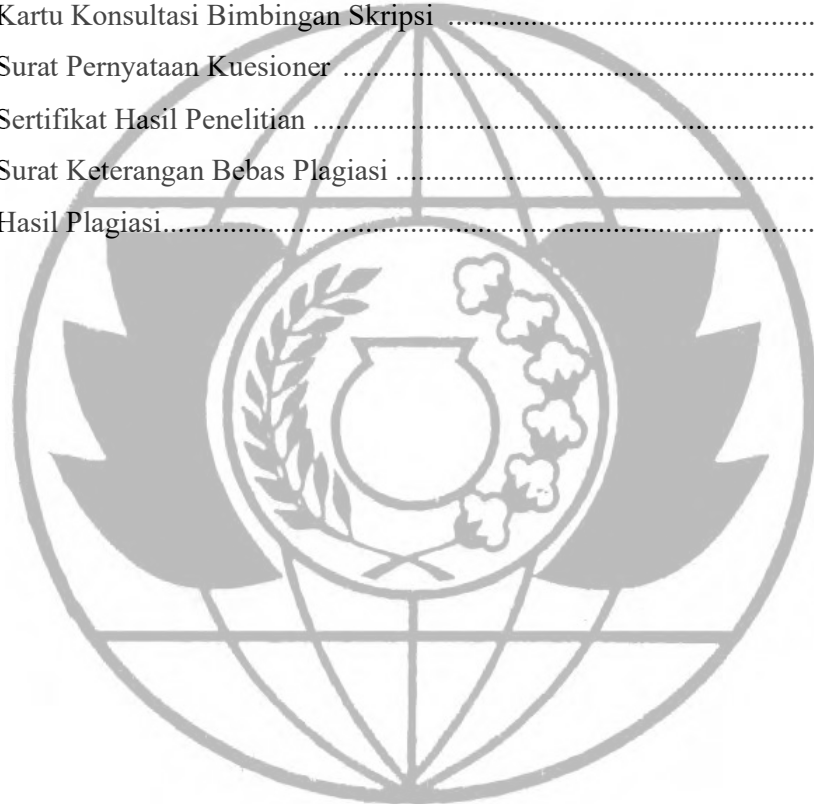 Kartu Konsultasi Bimbingan Skripsi ..........................................................
Surat Pernyataan Kuesioner ........................................................................
Sertifikat Hasil Penelitian ............................................................................
Surat Keterangan Bebas Plagiasi ................................................................
Hasil Plagiasi..................................................................................................